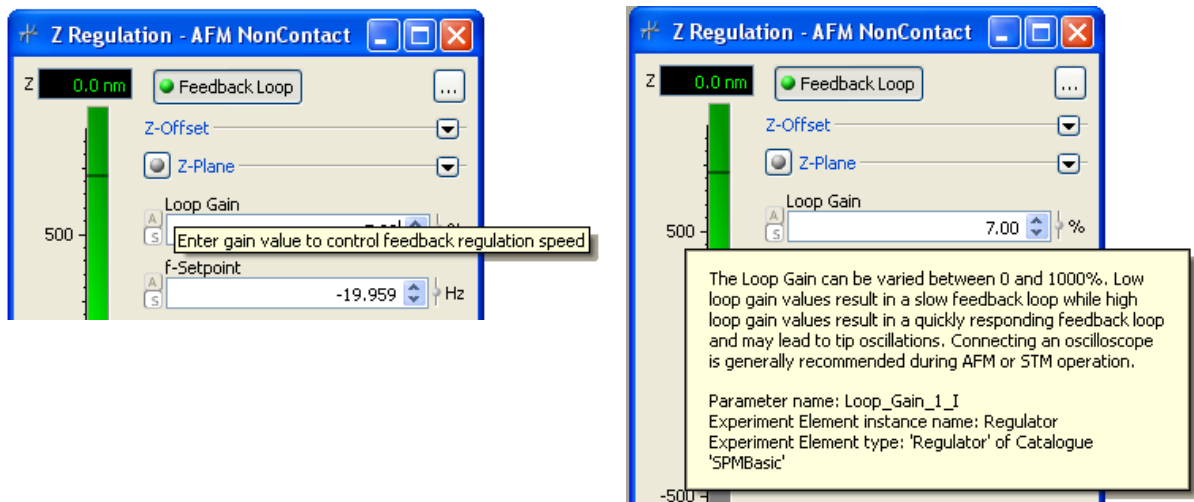 Z Regulation - AFM NonContact
Z 0.0 nm Feedback Loop ...
Z-Offset
Z-Plane
Loop Gain
A
S
Enter gain value to control feedback regulation speed
500
f-Setpoint
A
S
-19.959 Hz
Z Regulation - AFM NonContact
Z 0.0 nm Feedback Loop ...
Z-Offset
Z-Plane
Loop Gain
A
S
7.00 %
500
The Loop Gain can be varied between 0 and 1000%. Low
loop gain values result in a slow feedback loop while high
loop gain values result in a quickly responding feedback loop
and may lead to tip oscillations. Connecting an oscilloscope
is generally recommended during AFM or STM operation.
Parameter name: Loop_Gain_1_I
Experiment Element instance name: Regulator
Experiment Element type: 'Regulator' of Catalogue
'SPMBasic'
-500